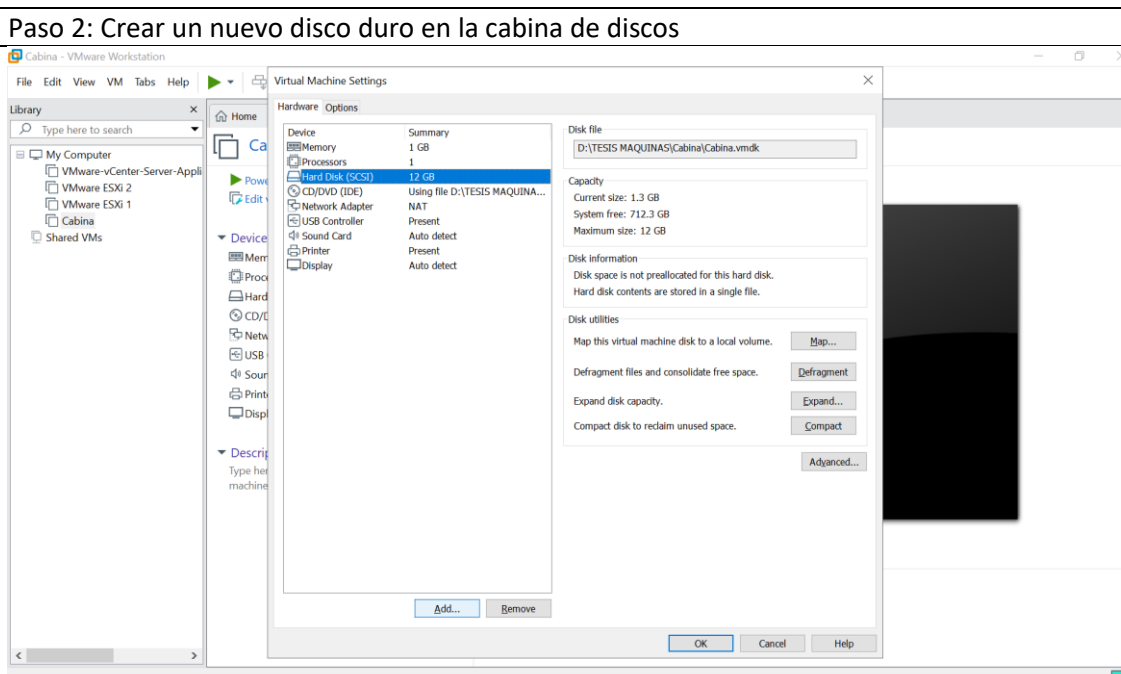 Paso 2: Crear un nuevo disco duro en la cabina de discos
Cabina - VMware Workstation
File Edit View VM Tabs Help
Library
Type here to search
My Computer
VMware-vCenter-Server-Appli
VMware ESXi 2
VMware ESXi 1
Cabina
Shared VMs
Home
Ca
Powe
Edit
Device
Mem
Proce
Hard
CD/D
Netw
USB
Soun
Print
Displ
Descrip
Type her
machine
Virtual Machine Settings
Hardware Options
Device Summary
Memory 1 GB
Processors 1
Hard Disk (SCSI) 12 GB
CD/DVD (IDE) Using file D:\TESIS MAQUINA...
Network Adapter NAT
USB Controller Present
Sound Card Auto detect
Printer Present
Display Auto detect
Add... Remove
Disk file
D:\TESIS MAQUINAS\Cabina\Cabina.vmdk
Capacity
Current size: 1.3 GB
System free: 712.3 GB
Maximum size: 12 GB
Disk information
Disk space is not preallocated for this hard disk.
Hard disk contents are stored in a single file.
Disk utilities
Map this virtual machine disk to a local volume. Map...
Defragment files and consolidate free space. Defragment
Expand disk capacity. Expand...
Compact disk to reclaim unused space. Compact
Advanced...
OK Cancel Help